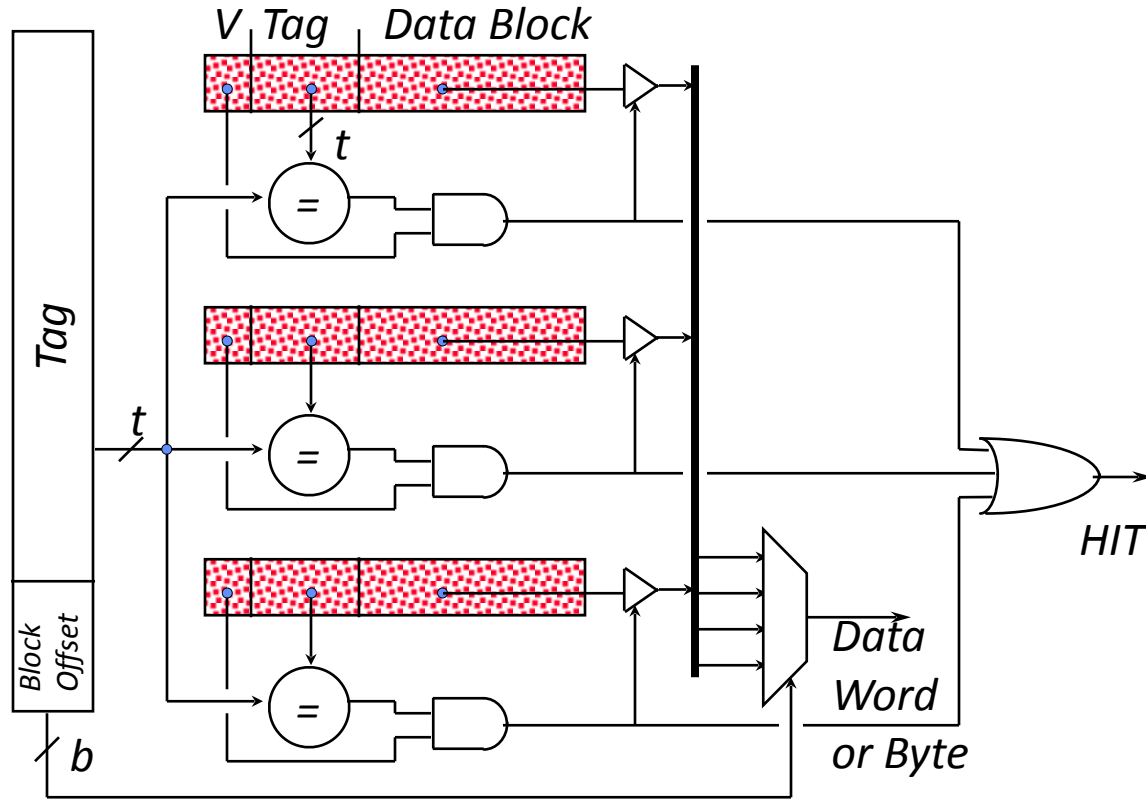 V Tag Data Block
t
=
Tag
t
=
HIT
Block
Offset
=
Data
Word
or Byte
b